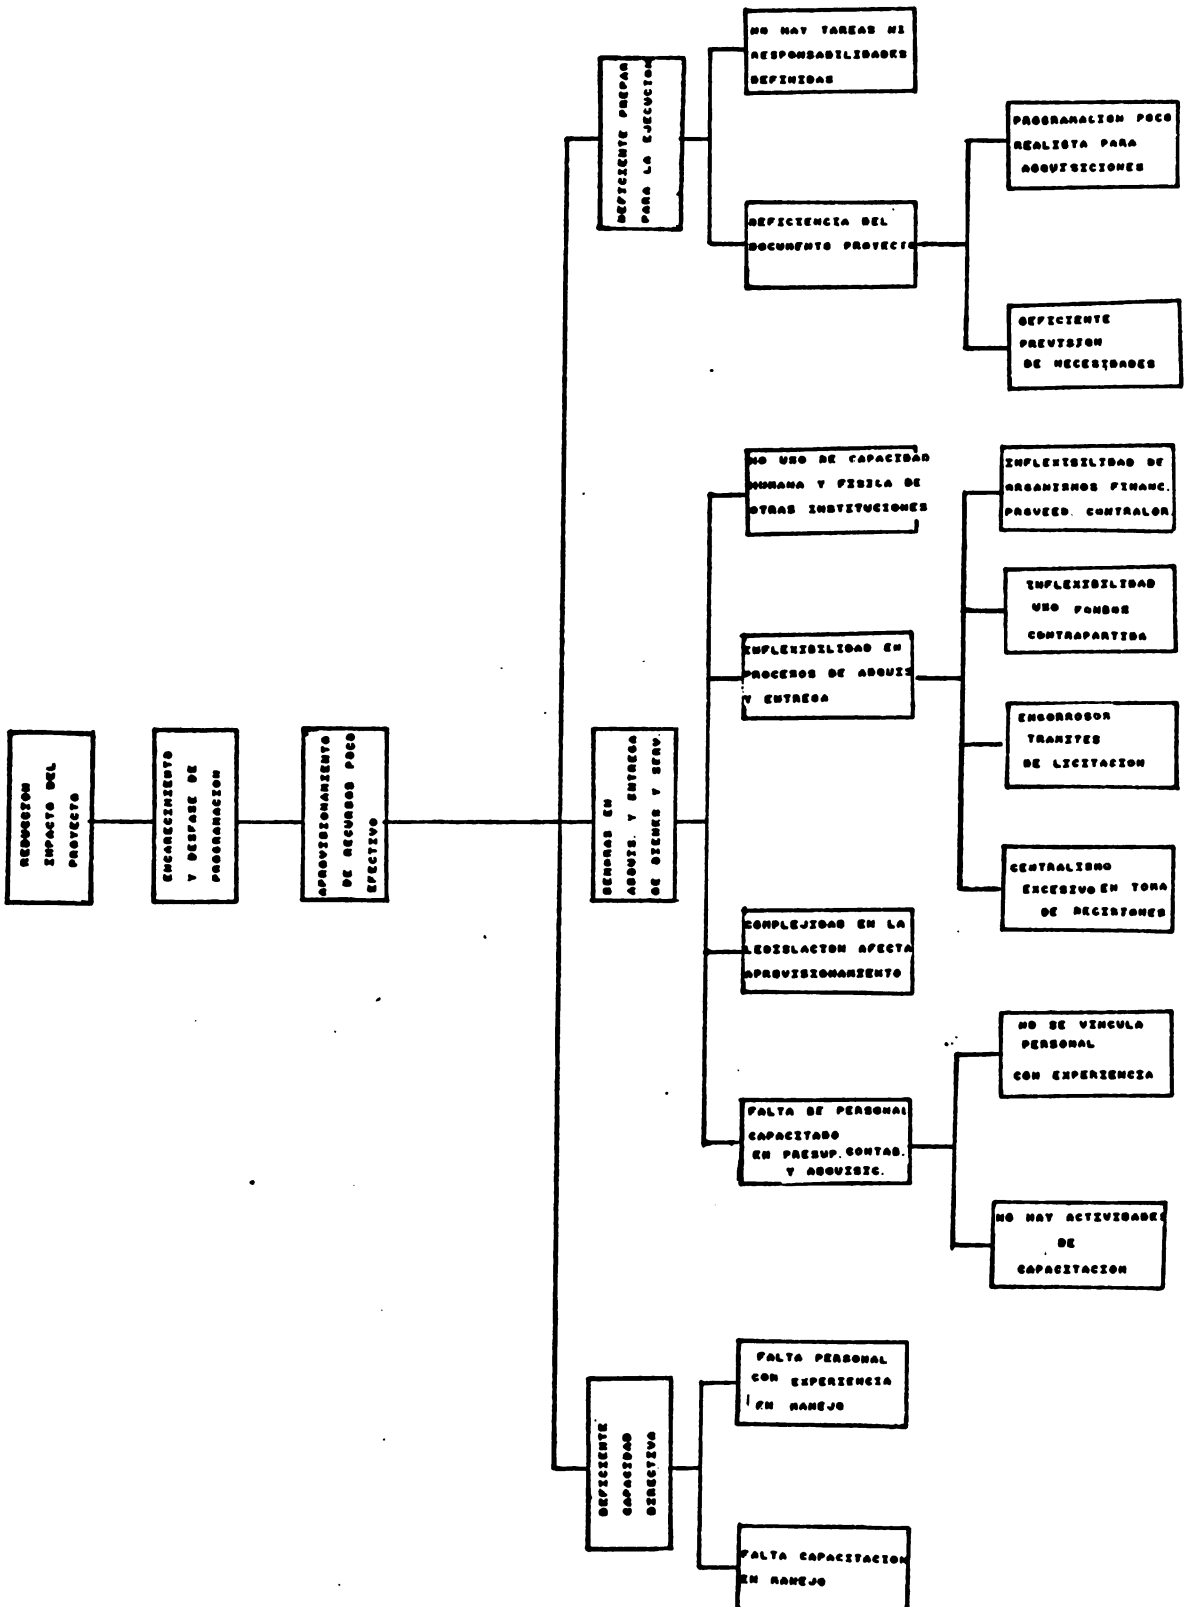 REDUCCION
IMPACTO DEL
PROYECTO
ENCARECIMIENTO
Y DESFASE DE
PROGRAMACION
APROVISIONAMIENTO
DE RECURSOS POCO
EFECTIVO
DEFICIENTE PREPAR
PARA LA EJECUCION
NO HAY TAREAS NI
RESPONSABILIDADES
DEFINIDAS
DEFICIENCIA DEL
DOCUMENTO PROYECTO
PROGRAMACION POCO
REALISTA PARA
ADQUISICIONES
DEFICIENTE
PREVISION
DE NECESIDADES
DEMORAS EN
ADQUIS. Y ENTREGA
DE BIENES Y SERV.
NO USO DE CAPACIDAD
HUMANA Y FISILA DE
OTRAS INSTITUCIONES
INFLEXIBILIDAD EN
PROCESOS DE ADQUIS
Y ENTREGA
INFLEXIBILIDAD DE
ORGANISMOS FINANC.
PROVEED. CONTRALOR
INFLEXIBILIDAD
USO FONDOS
CONTRAPARTIDA
ENGORROSOR
TRAMITES
DE LICITACION
CENTRALISMO
EXCESIVO EN TOMA
DE DECISIONES
COMPLEJIDAD EN LA
LEGISLACION AFECTA
APROVISIONAMIENTO
FALTA DE PERSONAL
CAPACITADO
EN PRESUP. CONTAB.
Y ADQUISIC.
NO SE VINCULA
PERSONAL
CON EXPERIENCIA
NO HAY ACTIVIDADES
DE
CAPACITACION
DEFICIENTE
CAPACIDAD
DIRECTIVA
FALTA PERSONAL
CON EXPERIENCIA
EN MANEJO
FALTA CAPACITACION
EN MANEJO